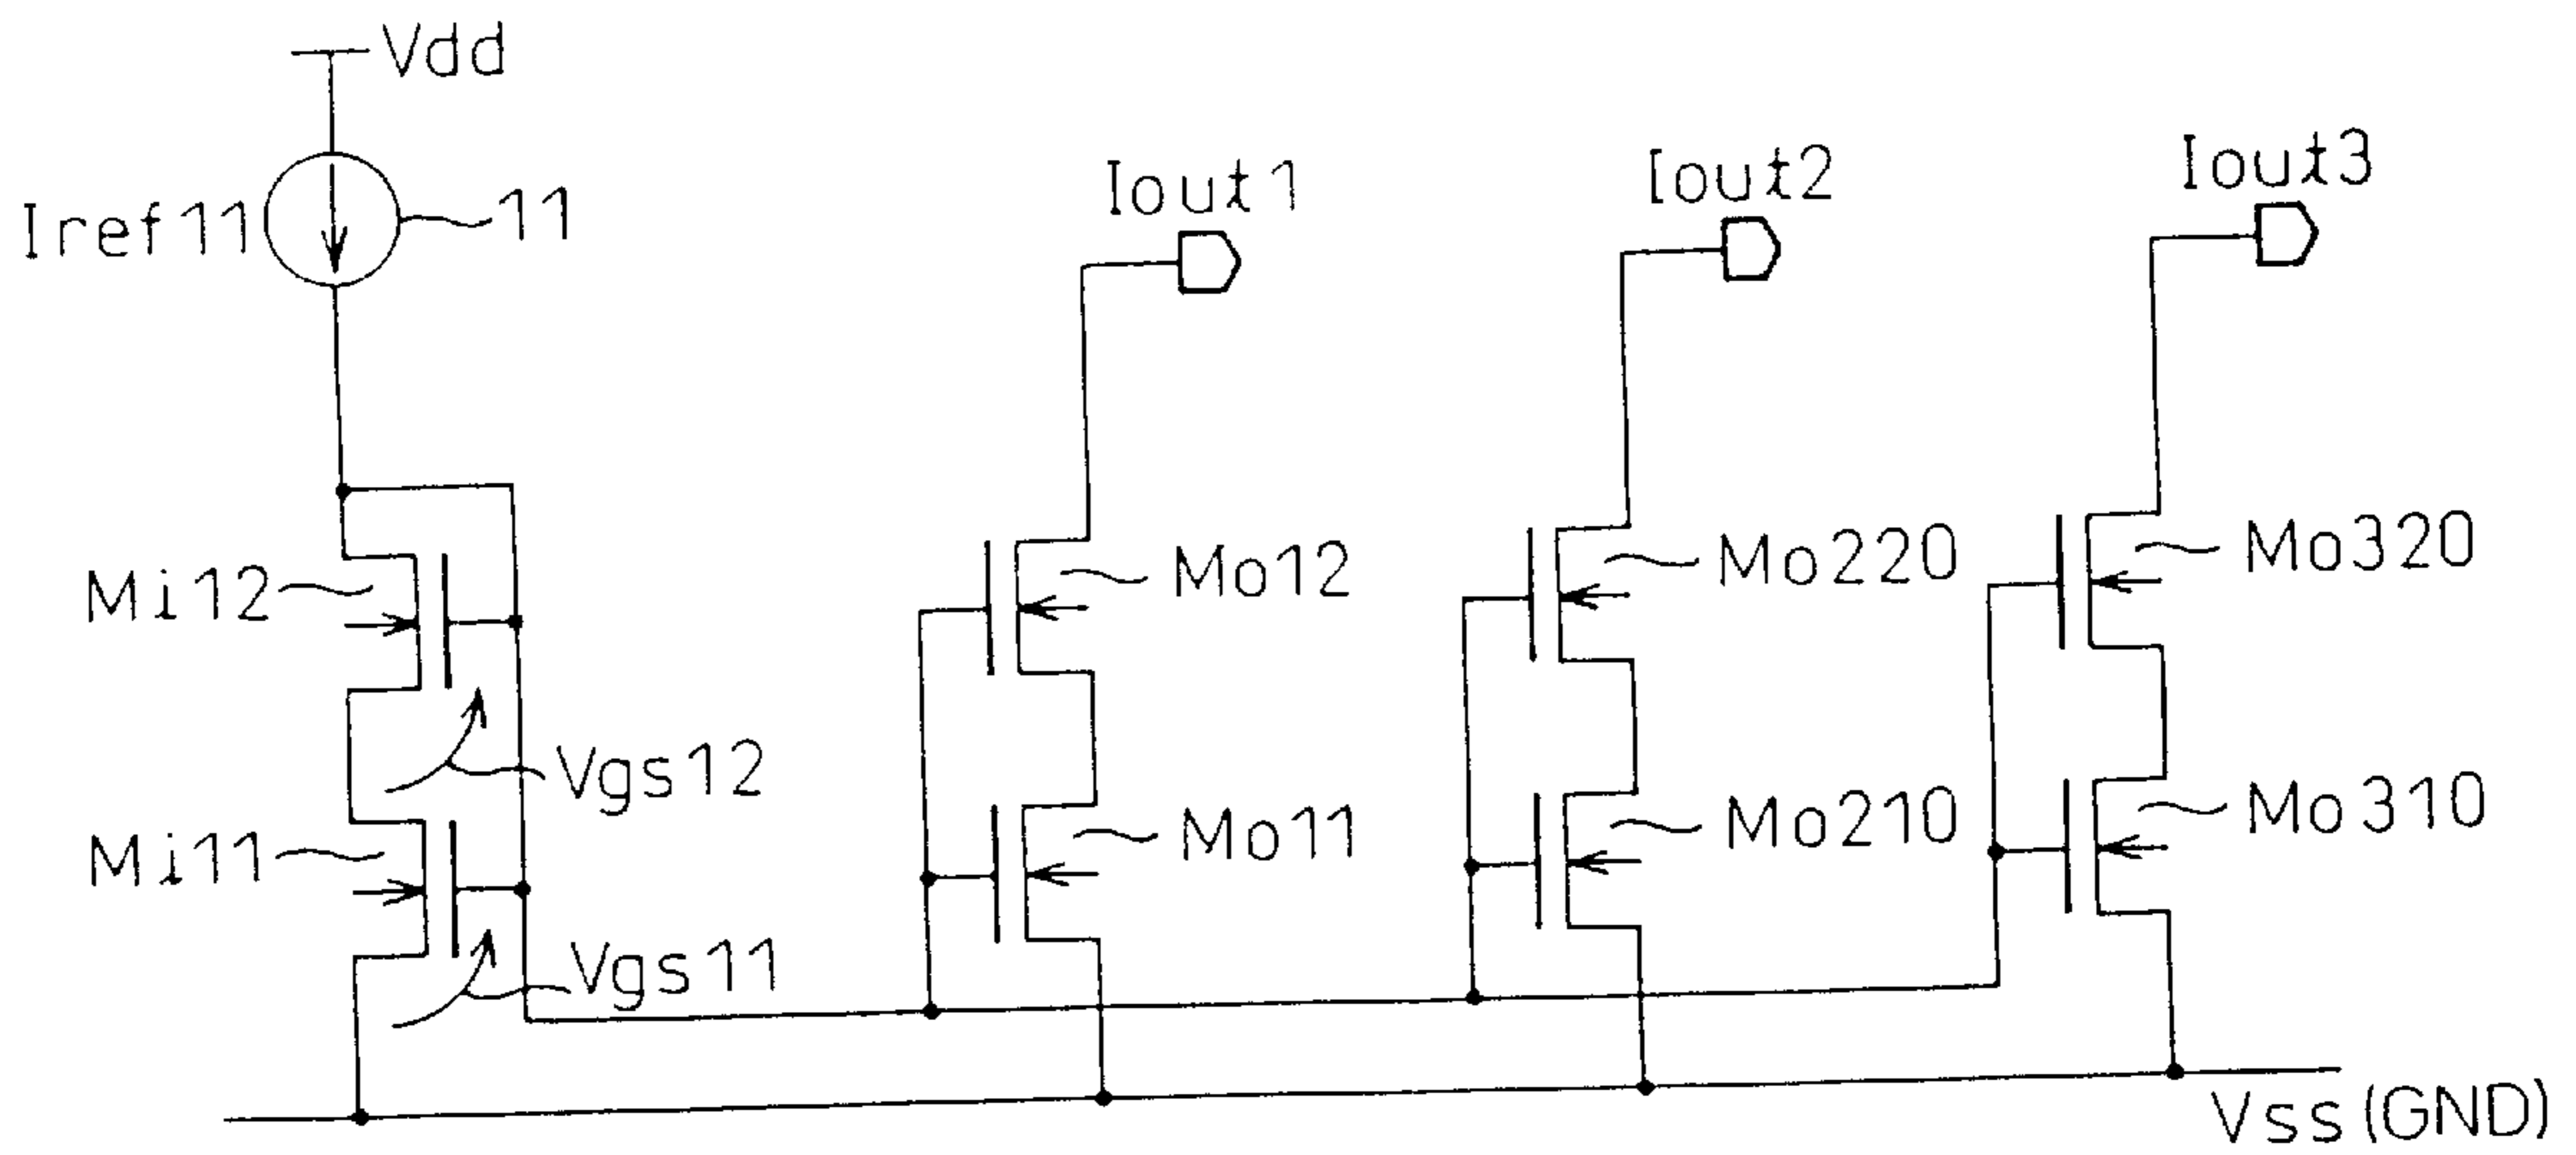 Vdd
Iref11
11
Iout1
Iout2
Iout3
Mi12
Mo12
Mo220
Mo320
Vgs12
Mi11
Mo11
Mo210
Mo310
Vgs11
Vss(GND)